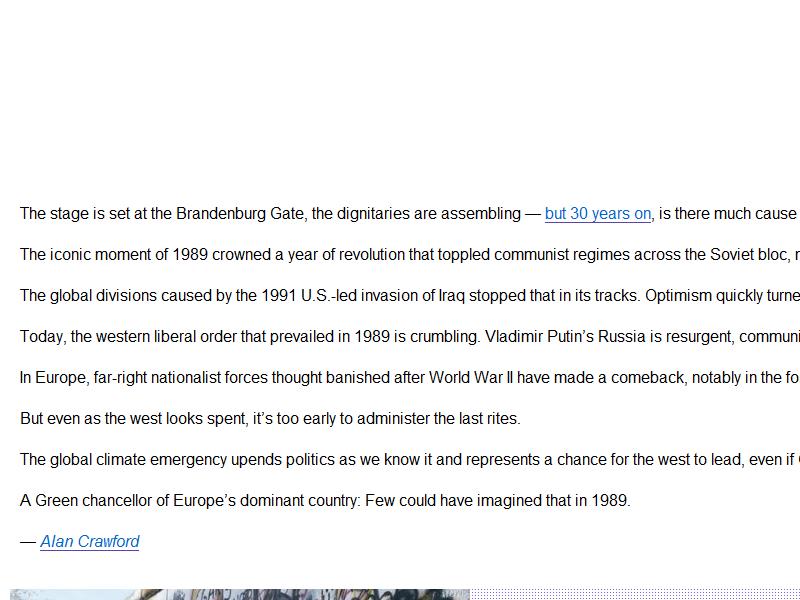 The stage is set at the Brandenburg Gate, the dignitaries are assembling — but 30 years on, is there much cause
The iconic moment of 1989 crowned a year of revolution that toppled communist regimes across the Soviet bloc,
The global divisions caused by the 1991 U.S.-led invasion of Iraq stopped that in its tracks. Optimism quickly
Today, the western liberal order that prevailed in 1989 is crumbling. Vladimir Putin’s Russia is resurgent,
In Europe, far-right nationalist forces thought banished after World War II have made a comeback, notably in the
But even as the west looks spent, it’s too early to administer the last rites.
The global climate emergency upends politics as we know it and represents a chance for the west to lead, even if
A Green chancellor of Europe’s dominant country: Few could have imagined that in 1989.
— Alan Crawford